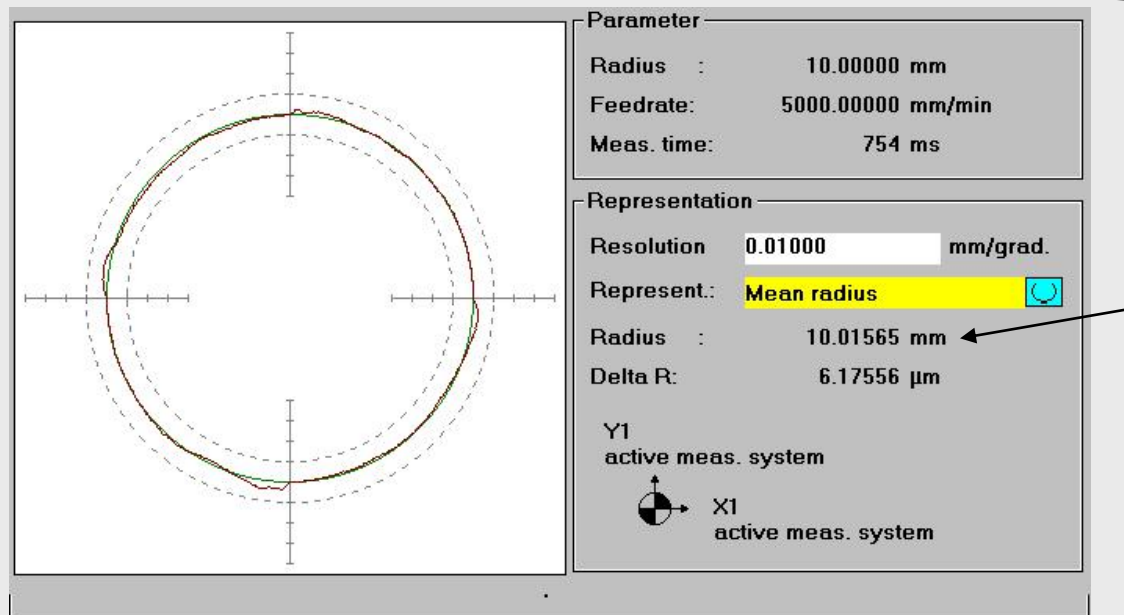 Parameter
Radius : 10.00000 mm
Feedrate: 5000.00000 mm/min
Meas. time: 754 ms
Representation
Resolution 0.01000 mm/grad.
Represent.: Mean radius
Radius : 10.01565 mm
Delta R: 6.17556 µm
Y1
active meas. system
X1
active meas. system